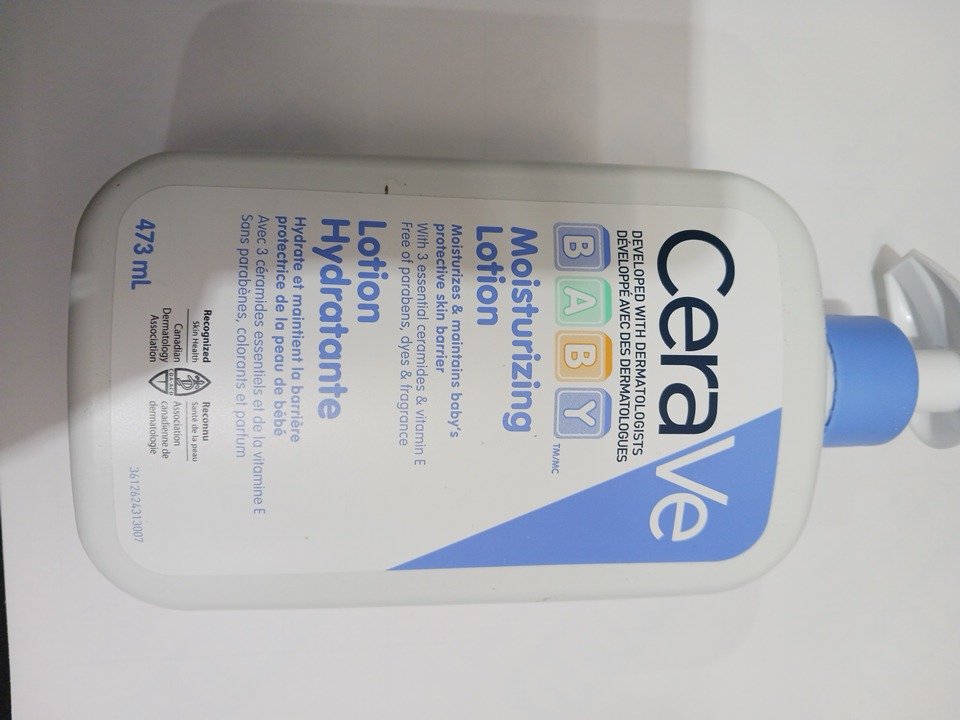 CeraVe
DEVELOPED WITH DERMATOLOGISTS
DÉVELOPPÉ AVEC DES DERMATOLOGUES
BABY TM/MC
Moisturizing
Lotion
Moisturizes & maintains baby's
protective skin barrier
With 3 essential ceramides & vitamin E
Free of parabens, dyes & fragrance
Lotion
Hydratante
Hydrate et maintient la barrière
protectrice de la peau de bébé
Avec 3 céramides essentiels et de la vitamine E
Sans parabènes, colorants et parfum
473 mL
Recognized
Skin Health
Canadian
Dermatology
Association
Reconnu
Santé de la peau
Association
canadienne de
dermatologie
3612624313007